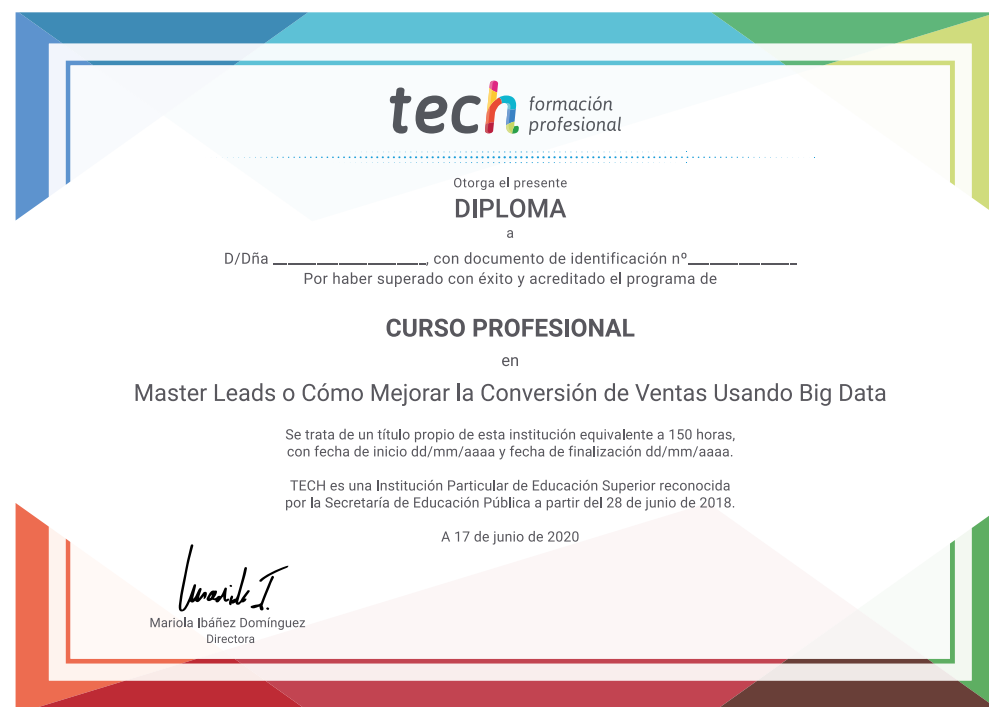 tech formación
profesional
Otorga el presente
DIPLOMA
a
D/Dña ____________________, con documento de identificación nº______________
Por haber superado con éxito y acreditado el programa de
CURSO PROFESIONAL
en
Master Leads o Cómo Mejorar la Conversión de Ventas Usando Big Data
Se trata de un título propio de esta institución equivalente a 150 horas,
con fecha de inicio dd/mm/aaaa y fecha de finalización dd/mm/aaaa.
TECH es una Institución Particular de Educación Superior reconocida
por la Secretaría de Educación Pública a partir del 28 de junio de 2018.
A 17 de junio de 2020
Mariola Ibáñez Domínguez
Directora